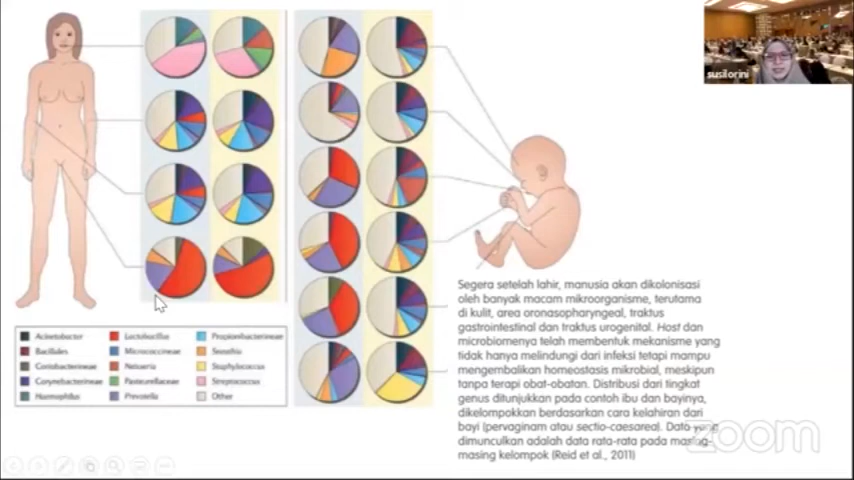 susilorini
Acinetobacter
Bacillales
Coriobacterineae
Corynebacterineae
Haemophilus
Lactobacillus
Micrococcineae
Neisseria
Pasteurellaceae
Prevotella
Propionibacterineae
Sneathia
Staphylococcus
Streptococcus
Other
Segera setelah lahir, manusia akan dikolonisasi
oleh banyak macam mikroorganisme, terutama
di kulit, area oronasopharyngeal, traktus
gastrointestinal dan traktus urogenital. Host dan
microbiomenya telah membentuk mekanisme yang
tidak hanya melindungi dari infeksi tetapi mampu
mengembalikan homeostasis mikrobial, meskipun
tanpa terapi obat-obatan. Distribusi dari tingkat
genus ditunjukkan pada contoh ibu dan bayinya,
dikelompokkan berdasarkan cara kelahiran dari
bayi (pervaginam atau sectio-caesarea). Data yang
dimunculkan adalah data rata-rata pada masing-
masing kelompok (Reid et al., 2011)
zoom